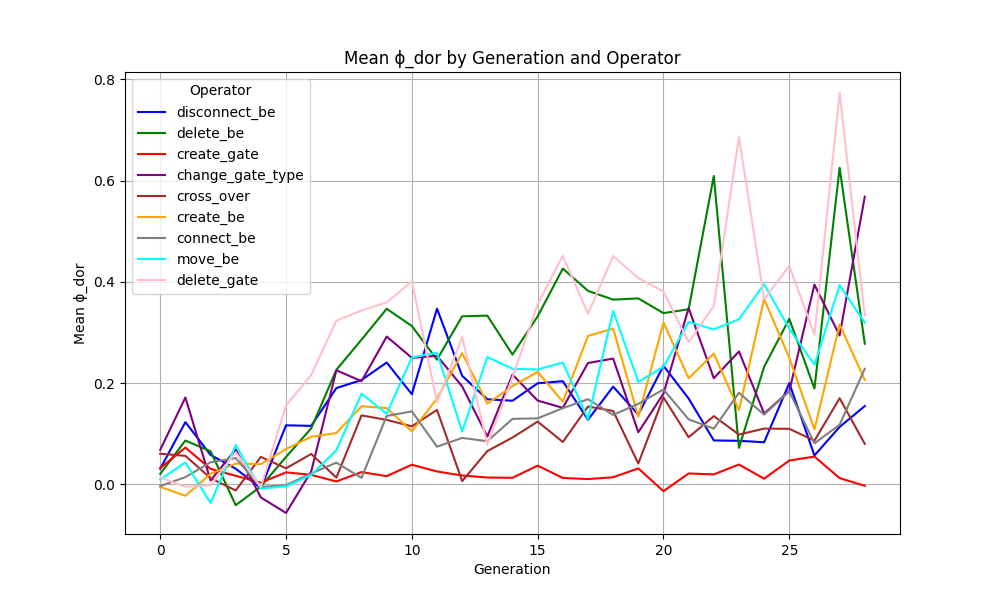 Mean ϕ_dor by Generation and Operator
Mean ϕ_dor
0.8
0.6
0.4
0.2
0.0
Operator
disconnect_be
delete_be
create_gate
change_gate_type
cross_over
create_be
connect_be
move_be
delete_gate
0 5 10 15 20 25
Generation